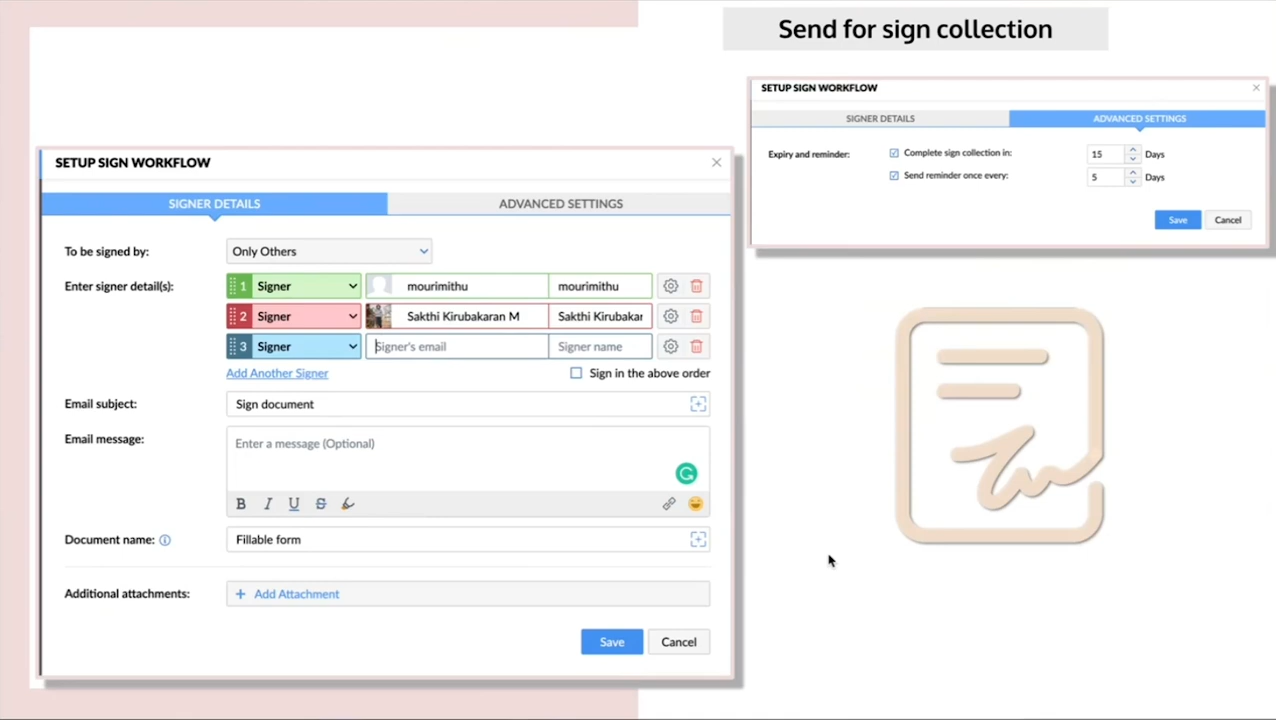 Send for sign collection
SETUP SIGN WORKFLOW
SIGNER DETAILS ADVANCED SETTINGS
Expiry and reminder: Complete sign collection in: 15 Days
Send reminder once every: 5 Days
Save Cancel
SETUP SIGN WORKFLOW
SIGNER DETAILS ADVANCED SETTINGS
To be signed by: Only Others
Enter signer detail(s): 1 Signer mourimithu mourimithu
2 Signer Sakthi Kirubakaran M Sakthi Kirubakar
3 Signer Signer's email Signer name
Add Another Signer Sign in the above order
Email subject: Sign document
Email message: Enter a message (Optional)
B I U S
Document name: Fillable form
Additional attachments: + Add Attachment
Save Cancel